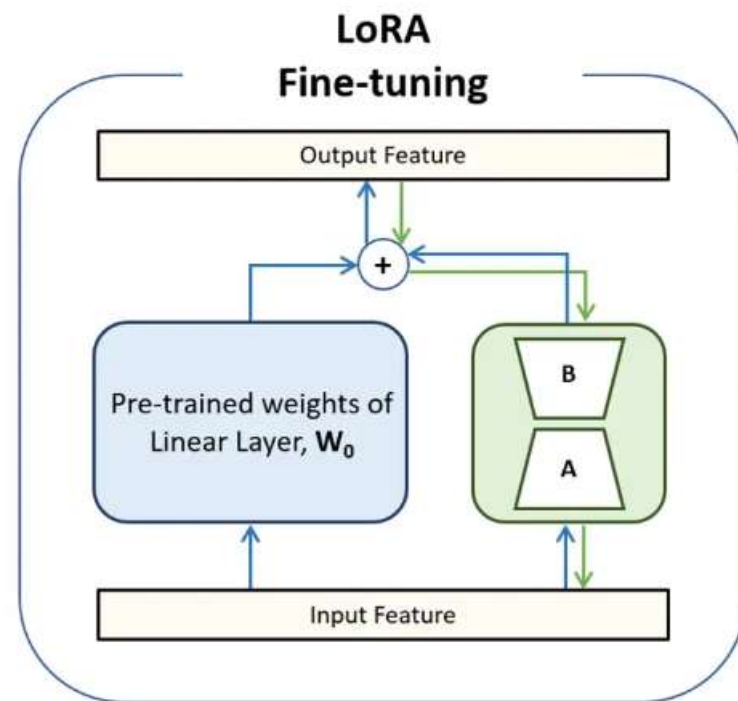 LoRA
Fine-tuning
Output Feature
+
Pre-trained weights of
Linear Layer, W₀
B
A
Input Feature